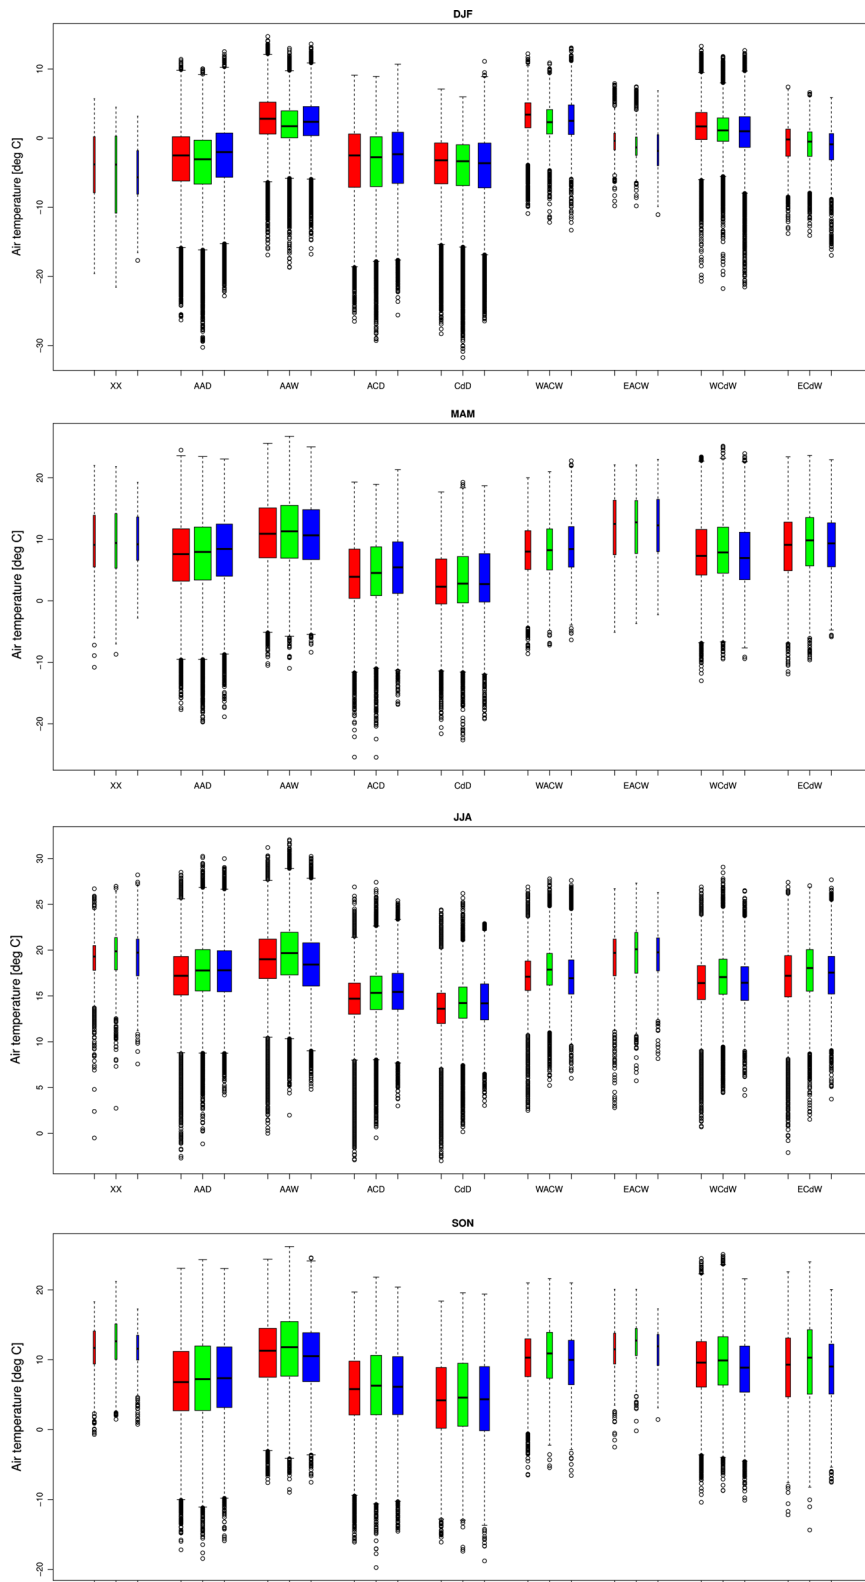 DJF
Air temperature [deg C]
10
0
−10
−20
−30
XX AAD AAW ACD CdD WACW EACW WCdW ECdW
MAM
Air temperature [deg C]
20
10
0
−10
−20
XX AAD AAW ACD CdD WACW EACW WCdW ECdW
JJA
Air temperature [deg C]
30
25
20
15
10
5
0
XX AAD AAW ACD CdD WACW EACW WCdW ECdW
SON
Air temperature [deg C]
20
10
0
−10
−20